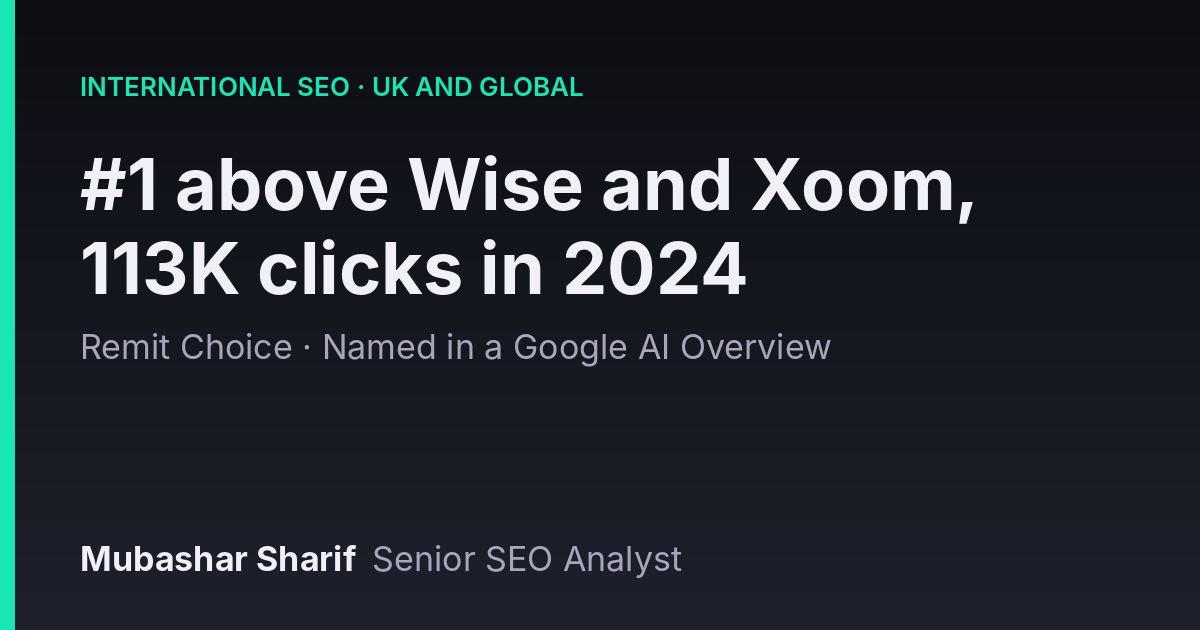 INTERNATIONAL SEO · UK AND GLOBAL
#1 above Wise and Xoom,
113K clicks in 2024
Remit Choice · Named in a Google AI Overview
Mubashar Sharif Senior SEO Analyst